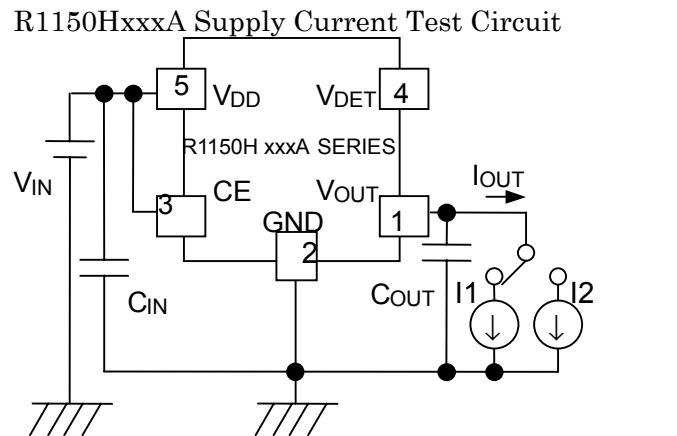 R1150HxxxA Supply Current Test Circuit
5 VDD VDET 4
R1150H xxxA SERIES
VIN 3 CE VOUT 1 IOUT
GND
2
CIN COUT I1 I2